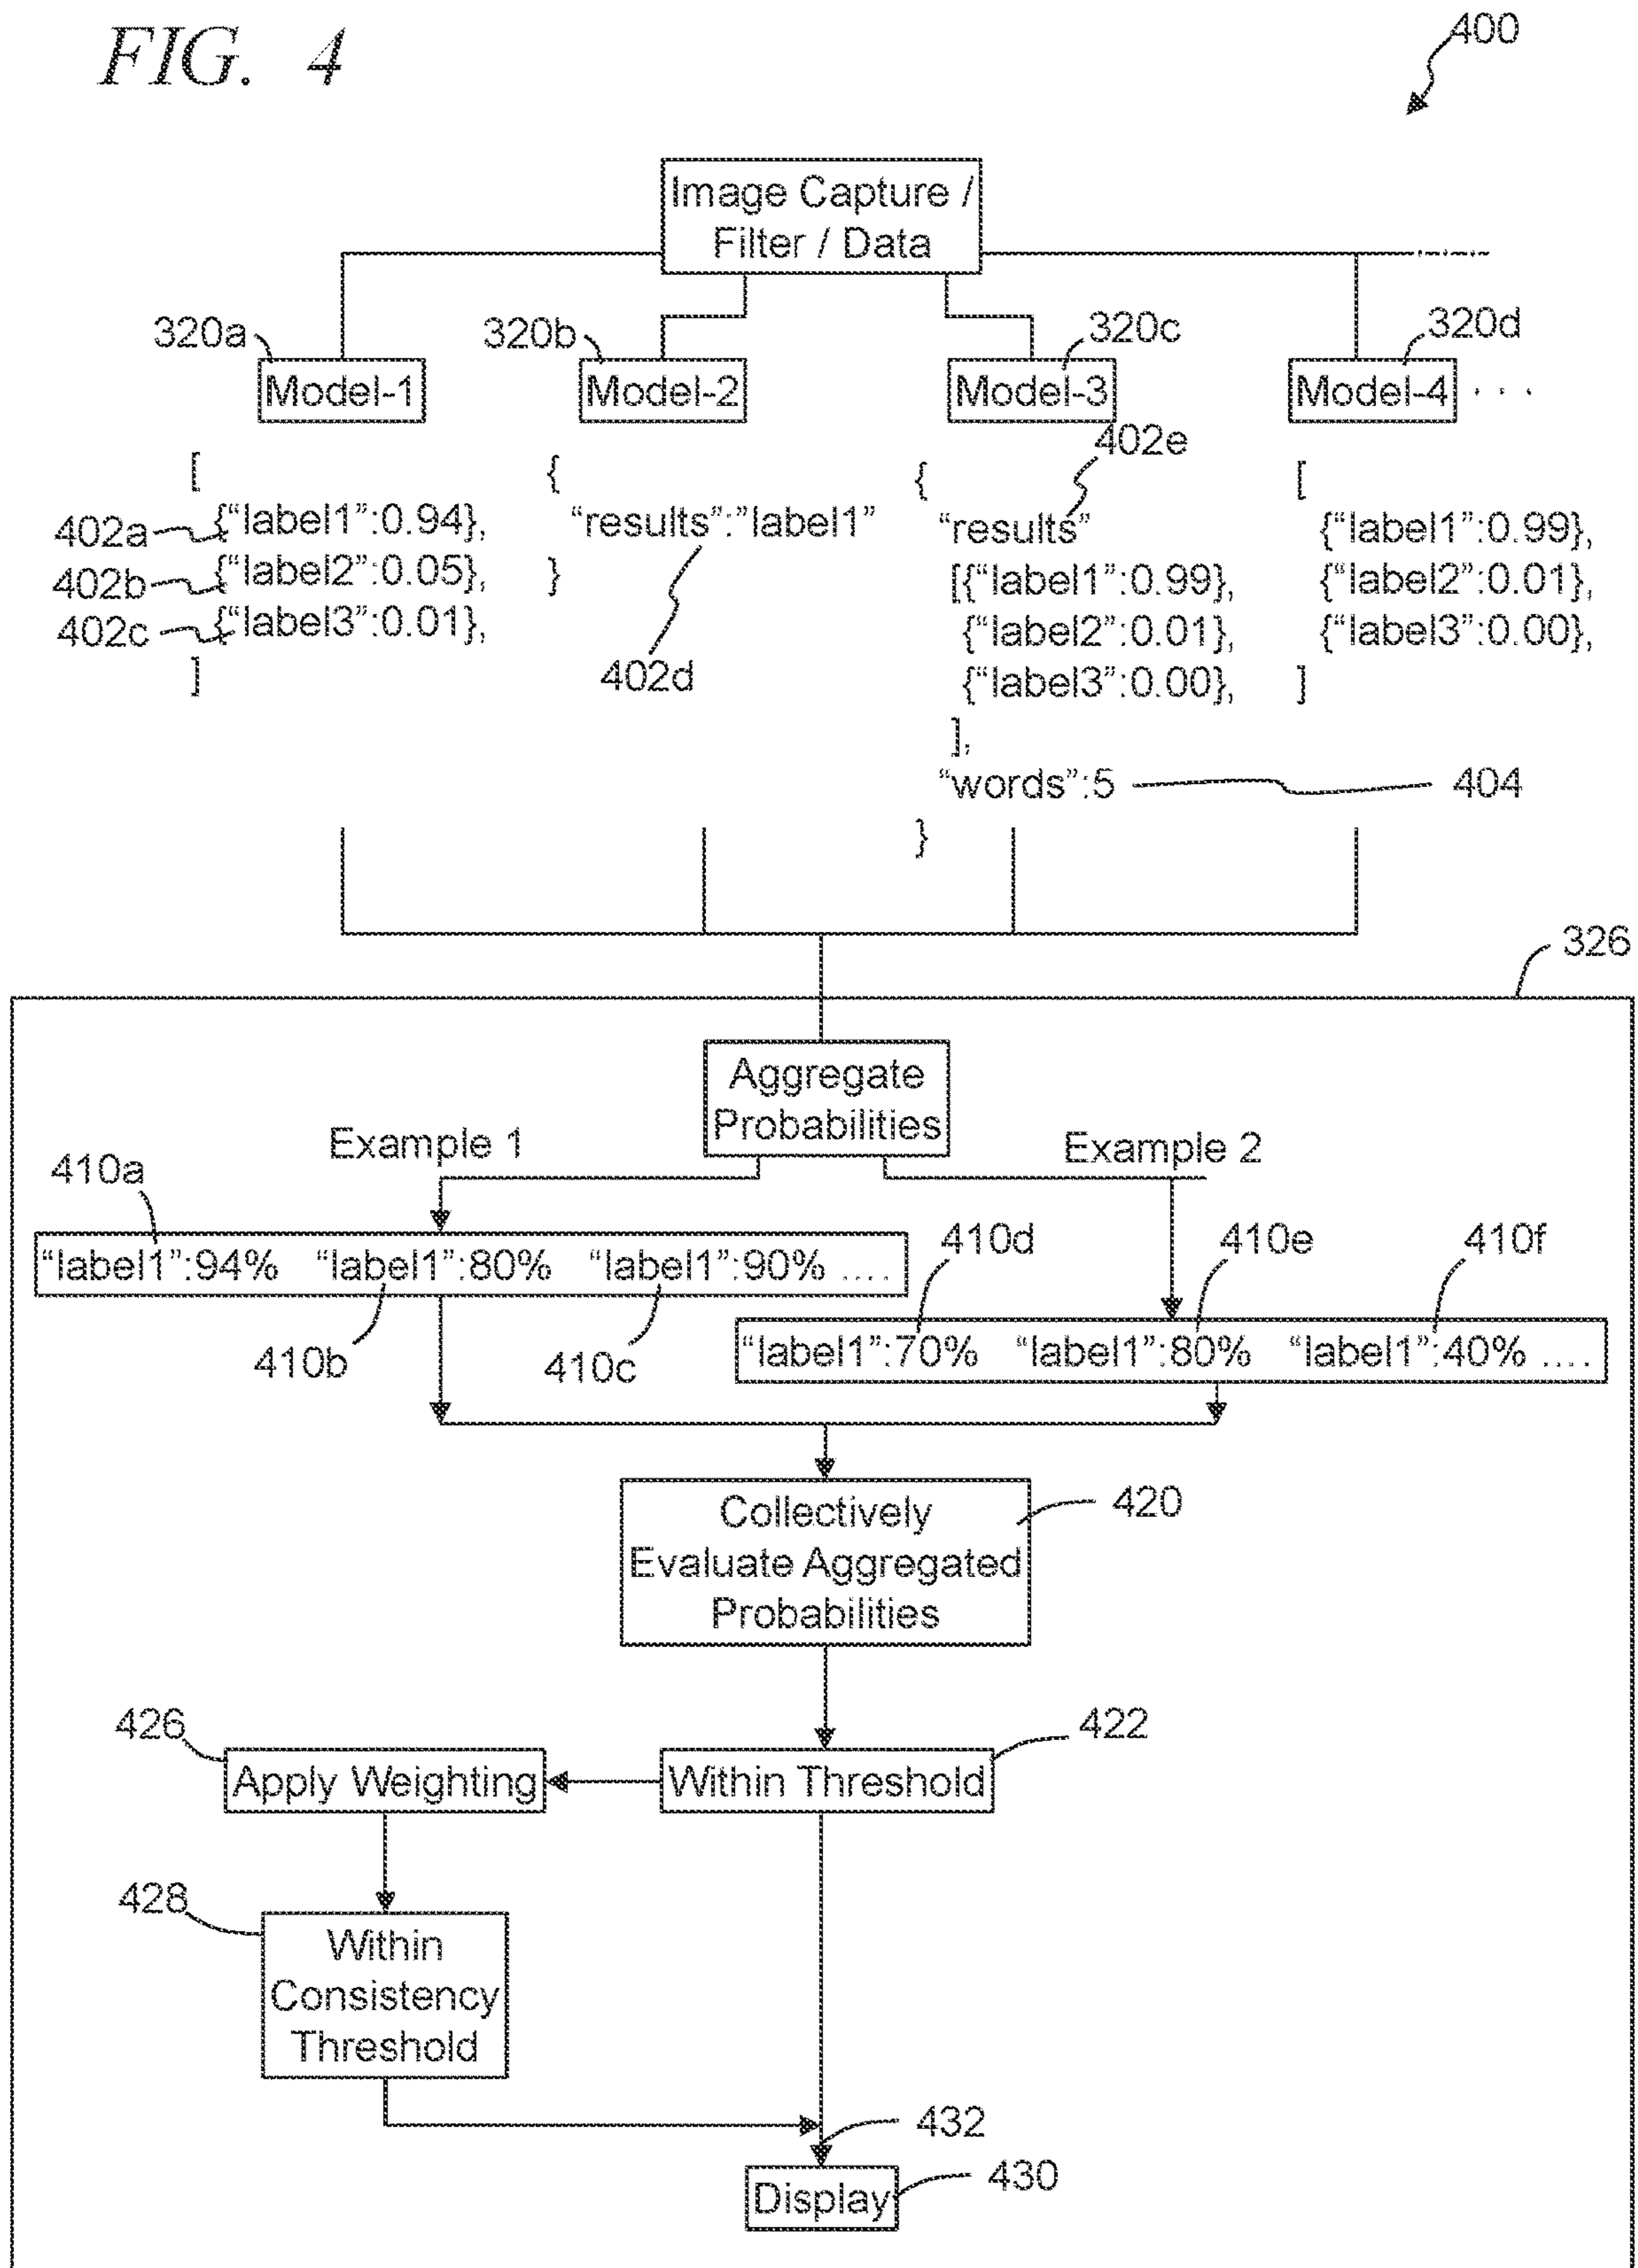 FIG. 4
400
Image Capture /
Filter / Data
320a
320b
320c
320d
Model-1
Model-2
Model-3
Model-4 . . .
402e
[
402a
{“label1”:0.94},
402b
{“label2”:0.05},
402c
{“label3”:0.01},
]
{
“results”:”label1”
}
402d
{
“results”
[{“label1”:0.99},
{“label2”:0.01},
{“label3”:0.00},
],
“words”:5
404
}
[
{“label1”:0.99},
{“label2”:0.01},
{“label3”:0.00},
]
326
Aggregate
Probabilities
Example 1
Example 2
410a
“label1”:94% “label1”:80% “label1”:90% ....
410b
410c
410d
410e
410f
“label1”:70% “label1”:80% “label1”:40% ....
Collectively
Evaluate Aggregated
Probabilities
420
426
422
Apply Weighting
Within Threshold
428
Within
Consistency
Threshold
432
430
Display